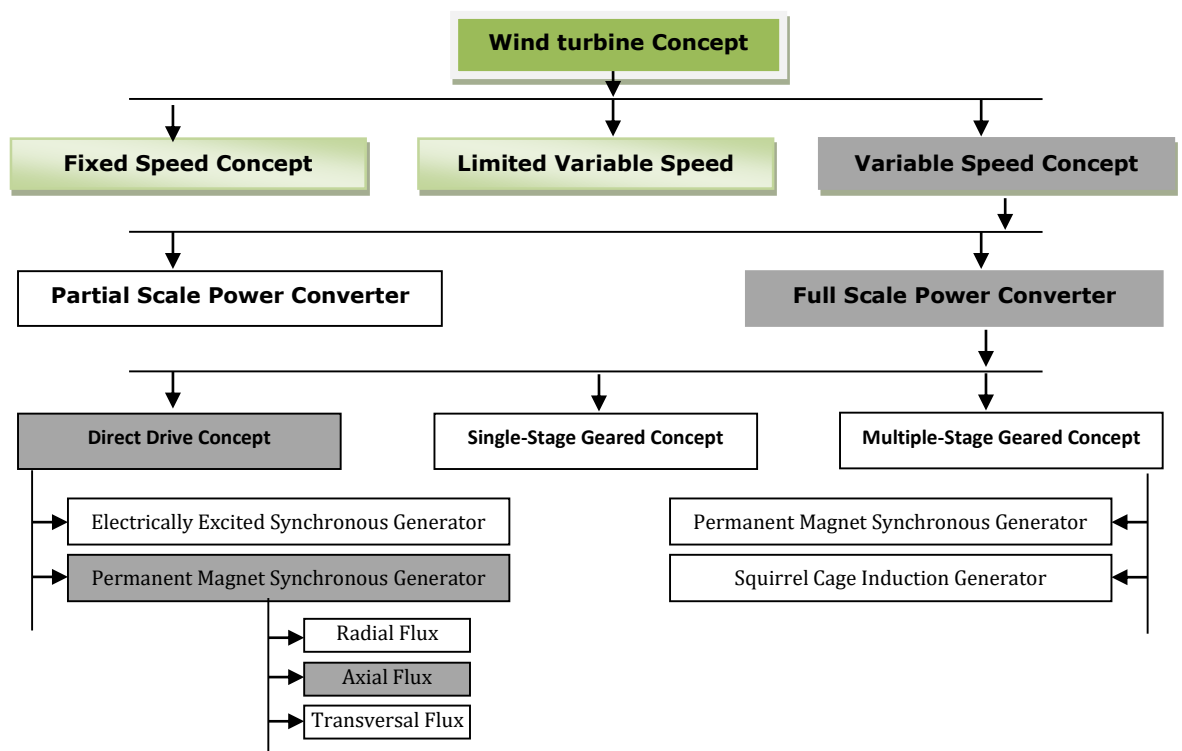 Wind turbine Concept
Fixed Speed Concept
Limited Variable Speed
Variable Speed Concept
Partial Scale Power Converter
Full Scale Power Converter
Direct Drive Concept
Single-Stage Geared Concept
Multiple-Stage Geared Concept
Electrically Excited Synchronous Generator
Permanent Magnet Synchronous Generator
Radial Flux
Axial Flux
Transversal Flux
Permanent Magnet Synchronous Generator
Squirrel Cage Induction Generator